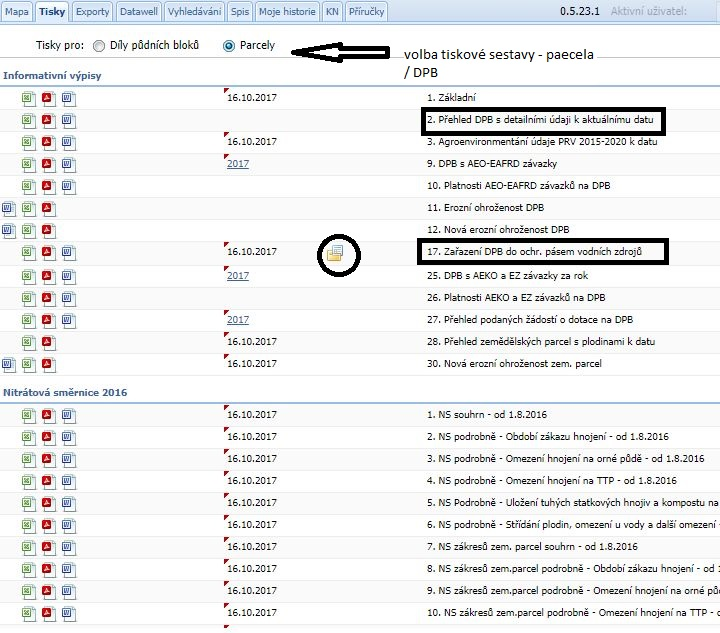 Mapa Tisky Exporty Datawell Vyhledávání Spis Moje historie KN Příručky 0.5.23.1 Aktivní uživatel:
Tisky pro: Díly půdních bloků Parcely
volba tiskové sestavy - paecela
/ DPB
Informativní výpisy
16.10.2017 1. Základní
2. Přehled DPB s detailními údaji k aktuálnímu datu
16.10.2017 3. Agroenvironmentání údaje PRV 2015-2020 k datu
2017 9. DPB s AEO-EAFRD závazky
10. Platnosti AEO-EAFRD závazků na DPB
11. Erozní ohroženost DPB
12. Nová erozní ohroženost DPB
16.10.2017 17. Zařazení DPB do ochr. pásem vodních zdrojů
2017 25. DPB s AEKO a EZ závazky za rok
26. Platnosti AEKO a EZ závazků na DPB
2017 27. Přehled podaných žádostí o dotace na DPB
16.10.2017 28. Přehled zemědělských parcel s plodinami k datu
16.10.2017 30. Nová erozní ohroženost zem. parcel
Nitrátová směrnice 2016
16.10.2017 1. NS souhrn - od 1.8.2016
16.10.2017 2. NS podrobně - Období zákazu hnojení - od 1.8.2016
16.10.2017 3. NS podrobně - Omezení hnojení na orné půdě - od 1.8.2016
16.10.2017 4. NS podrobně - Omezení hnojení na TTP - od 1.8.2016
16.10.2017 5. NS Podrobně - Uložení tuhých statkových hnojiv a kompostu na
16.10.2017 6. NS Podrobně - Střídání plodin, omezení u vody a další omezení -
16.10.2017 7. NS zákresů zem. parcel souhrn - od 1.8.2016
16.10.2017 8. NS zákresů zem.parcel podrobně - Období zákazu hnojení - od 1.
16.10.2017 9. NS zákresů zem.parcel podrobně - Omezení hnojení na orné pů
16.10.2017 10. NS zákresů zem.parcel podrobně - Omezení hnojení na TTP - o